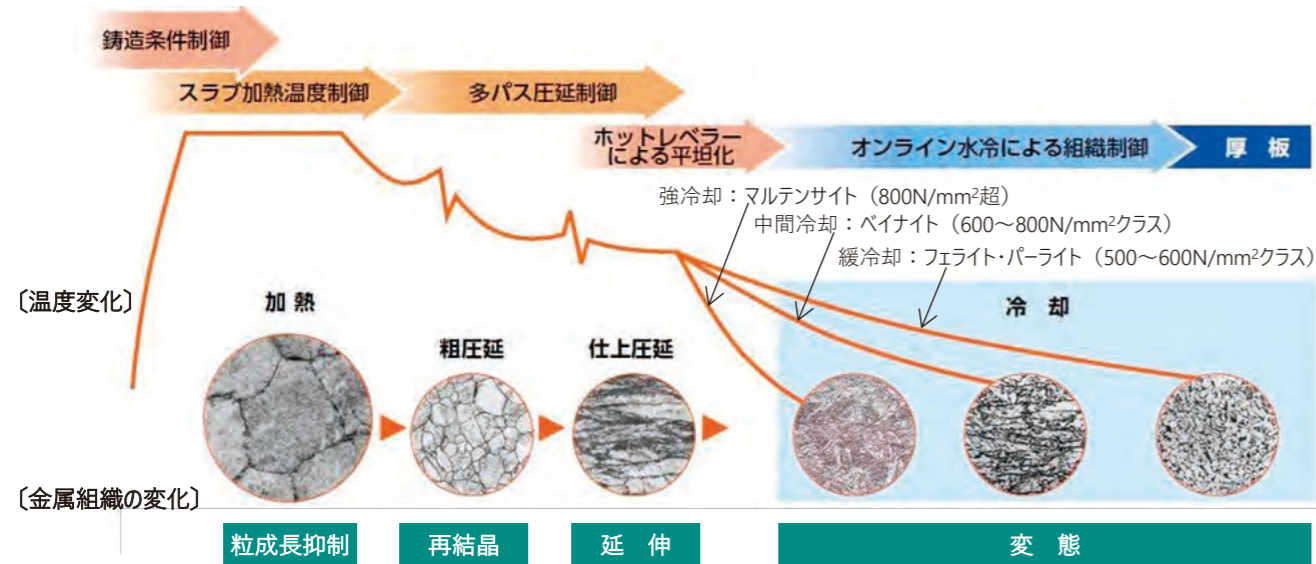 鋳造条件制御
スラブ加熱温度制御
多パス圧延制御
ホットレベラー
による平坦化
オンライン水冷による組織制御
厚 板
強冷却：マルテンサイト（800N/mm²超）
中間冷却：ベイナイト（600～800N/mm²クラス）
緩冷却：フェライト・パーライト（500～600N/mm²クラス）
〔温度変化〕
加 熱
冷 却
粗圧延
仕上圧延
〔金属組織の変化〕
粒成長抑制
再結晶
延 伸
変 態